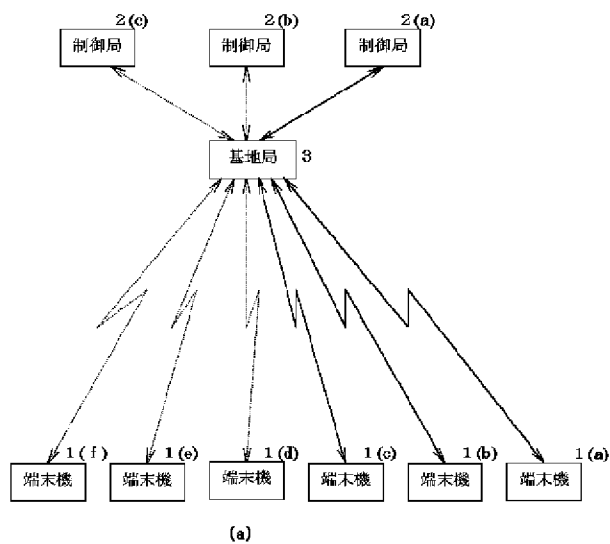 2(c) 2(b) 2(a)
制御局 制御局 制御局
基地局 3
1(f) 1(e) 1(d) 1(c) 1(b) 1(a)
端末機 端末機 端末機 端末機 端末機 端末機
(a)